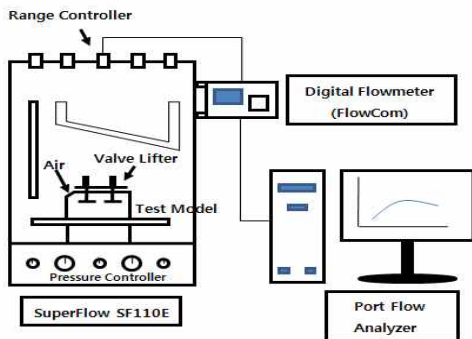 Range Controller
Digital Flowmeter
(FlowCom)
Air
Valve Lifter
Test Model
Pressure Controller
SuperFlow SF110E
Port Flow
Analyzer